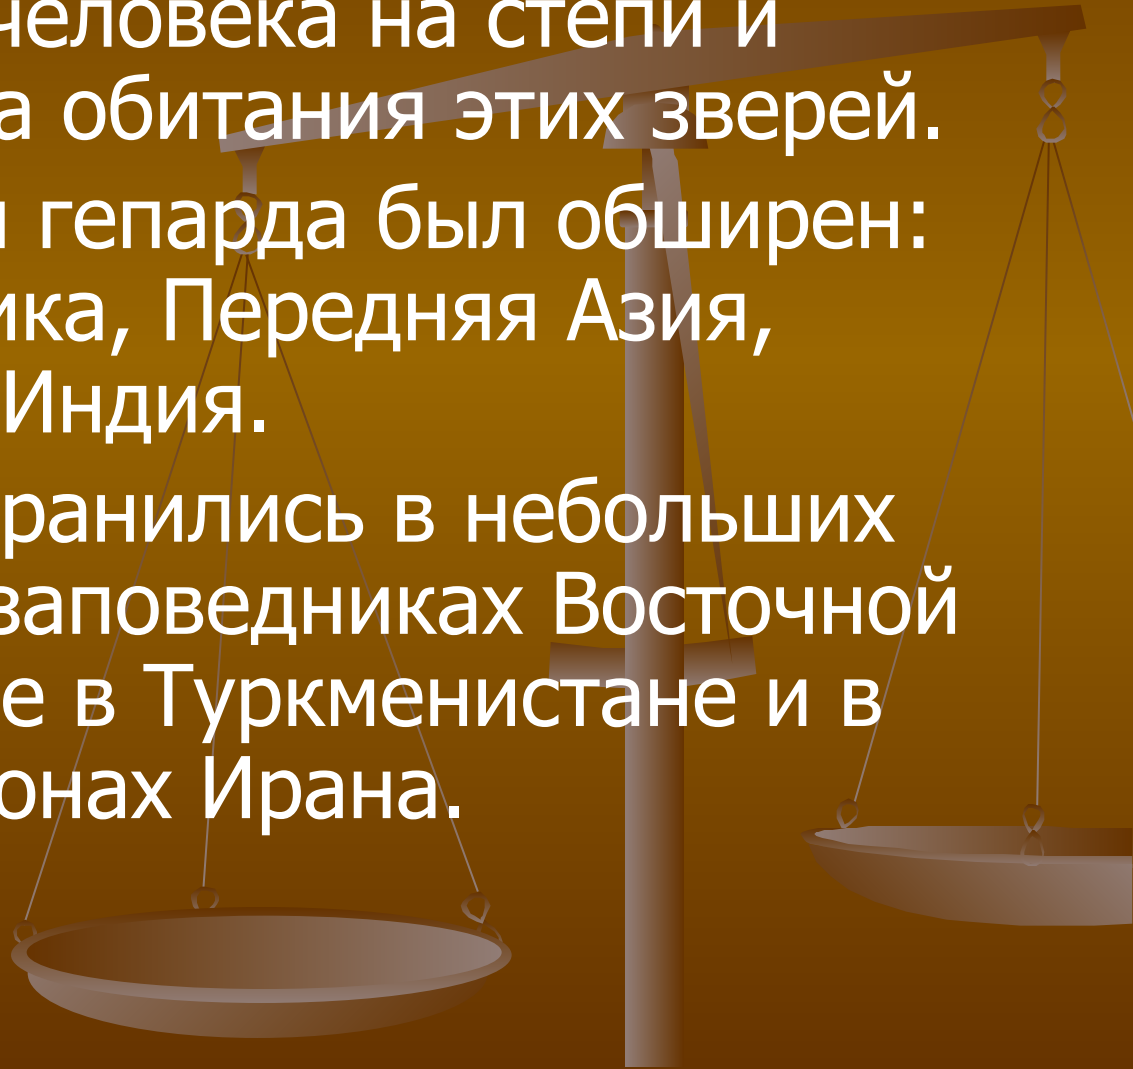 человека на степи и
а обитания этих зверей.
гепарда был обширен:
ика, Передняя Азия,
Индия.
ранились в небольших
заповедниках Восточной
е в Туркменистане и в
онах Ирана.